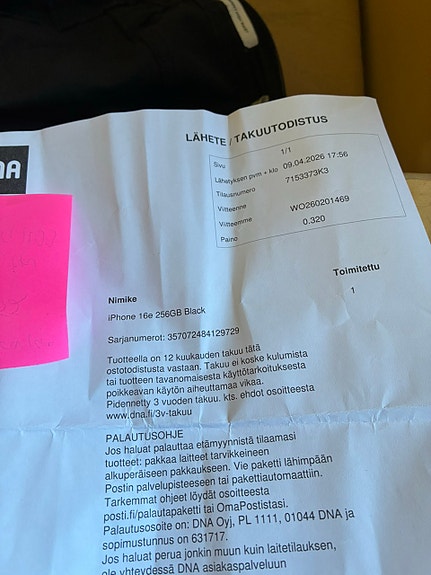 NA
LÄHETE / TAKUUTODISTUS
Sivu 1/1
Lähetyksen pvm + klo 09.04.2026 17:56
Tilausnumero 7153373K3
Viitteenne
Viitteemme WO260201469
Paino 0.320
Toimitettu
Nimike
iPhone 16e 256GB Black 1
Sarjanumerot: 357072484129729
Tuotteella on 12 kuukauden takuu tätä
ostotodistusta vastaan. Takuu ei koske kulumista
tai tuotteen tavanomaisesta käyttötarkoituksesta
poikkeavan käytön aiheuttamaa vikaa.
Pidennetty 3 vuoden takuu. kts. ehdot osoitteesta
www.dna.fi/3v-takuu
PALAUTUSOHJE
Jos haluat palauttaa etämyynnistä tilaamasi
tuotteet: pakkaa laitteet tarvikkeineen
alkuperäiseen pakkaukseen. Vie paketti lähimpään
Postin palvelupisteeseen tai pakettiautomaattiin.
Tarkemmat ohjeet löydät osoitteesta
posti.fi/palautapaketti tai OmaPostistasi.
Palautusosoite on: DNA Oyj, PL 1111, 01044 DNA ja
sopimustunnus on 631717.
Jos haluat perua jonkin muun kuin laitetilauksen,
ole yhteydessä DNA asiakaspalveluun